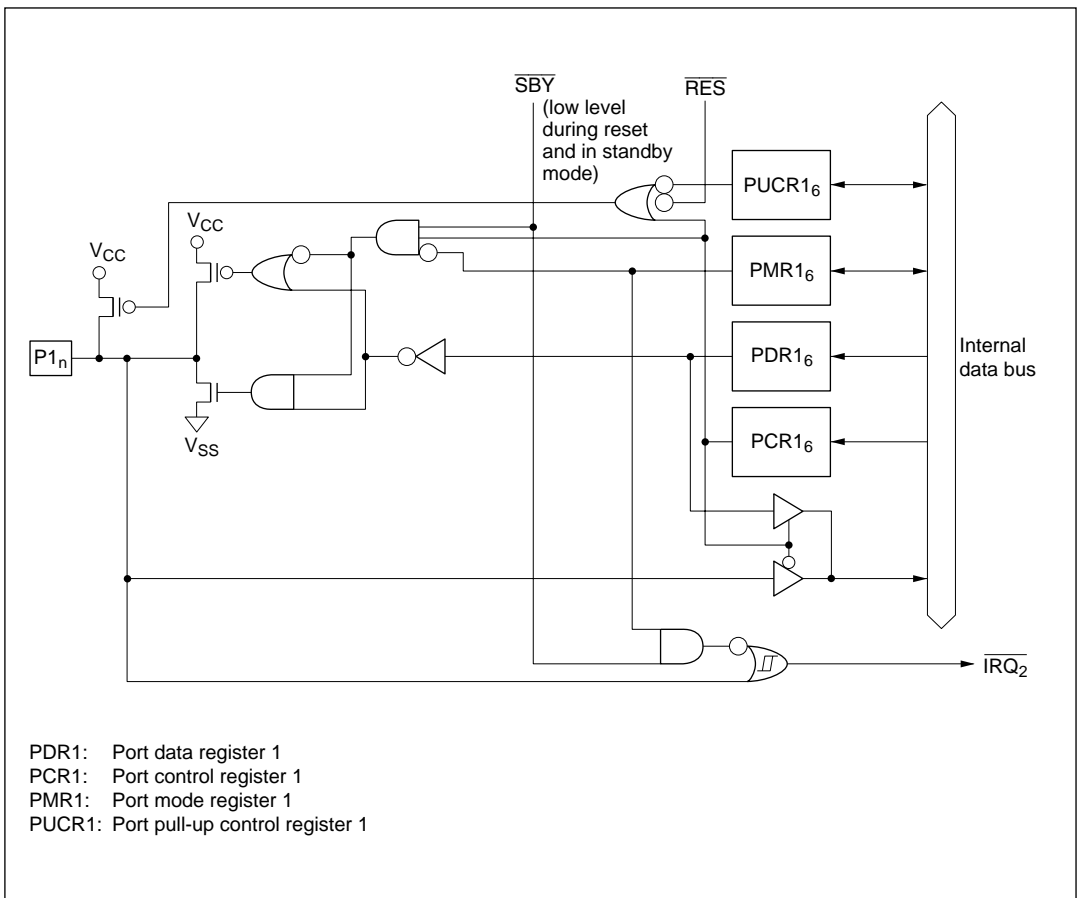 SBY
(low level
during reset
and in standby
mode)
RES
PUCR1₆
VCC
VCC
PMR1₆
P1n
PDR1₆
Internal
data bus
VSS
PCR1₆
IRQ₂
PDR1: Port data register 1
PCR1: Port control register 1
PMR1: Port mode register 1
PUCR1: Port pull-up control register 1